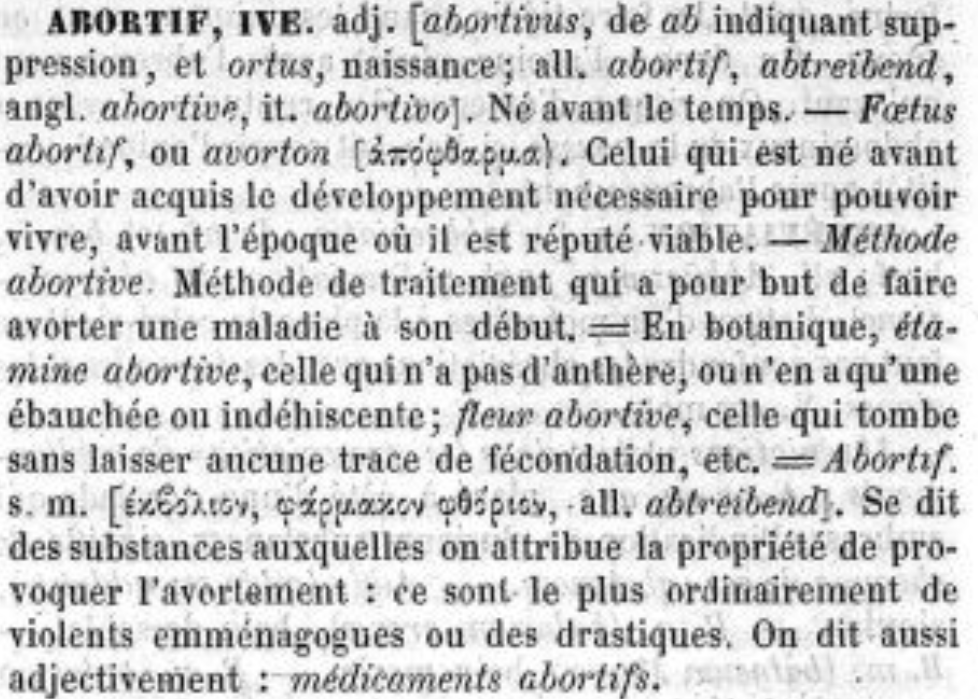 ABORTIF, IVE. adj. [abortivus, de ab indiquant sup-
pression, et ortus, naissance; all. abortif, abtreibend,
angl. abortive, it. abortivo]. Né avant le temps. — Fœtus
abortif, ou avorton [ἀπόφθαρμα). Celui qui est né avant
d'avoir acquis le développement nécessaire pour pouvoir
vivre, avant l'époque où il est réputé viable. — Méthode
abortive. Méthode de traitement qui a pour but de faire
avorter une maladie à son début. = En botanique, éta-
mine abortive, celle qui n'a pas d'anthère, ou n'en a qu'une
ébauchée ou indéhiscente; fleur abortive, celle qui tombe
sans laisser aucune trace de fécondation, etc. = Abortif.
s. m. [ἐκϐόλιον, φάρμακον φθόριον, all. abtreibend]. Se dit
des substances auxquelles on attribue la propriété de pro-
voquer l'avortement : ce sont le plus ordinairement de
violents emménagogues ou des drastiques. On dit aussi
adjectivement : médicaments abortifs.